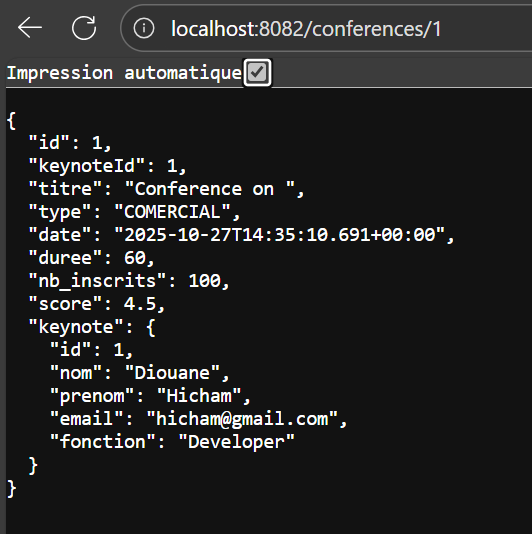 localhost:8082/conferences/1
Impression automatique
{
  "id": 1,
  "keynoteId": 1,
  "titre": "Conference on ",
  "type": "COMERCIAL",
  "date": "2025-10-27T14:35:10.691+00:00",
  "duree": 60,
  "nb_inscrits": 100,
  "score": 4.5,
  "keynote": {
    "id": 1,
    "nom": "Diouane",
    "prenom": "Hicham",
    "email": "hicham@gmail.com",
    "fonction": "Developer"
  }
}